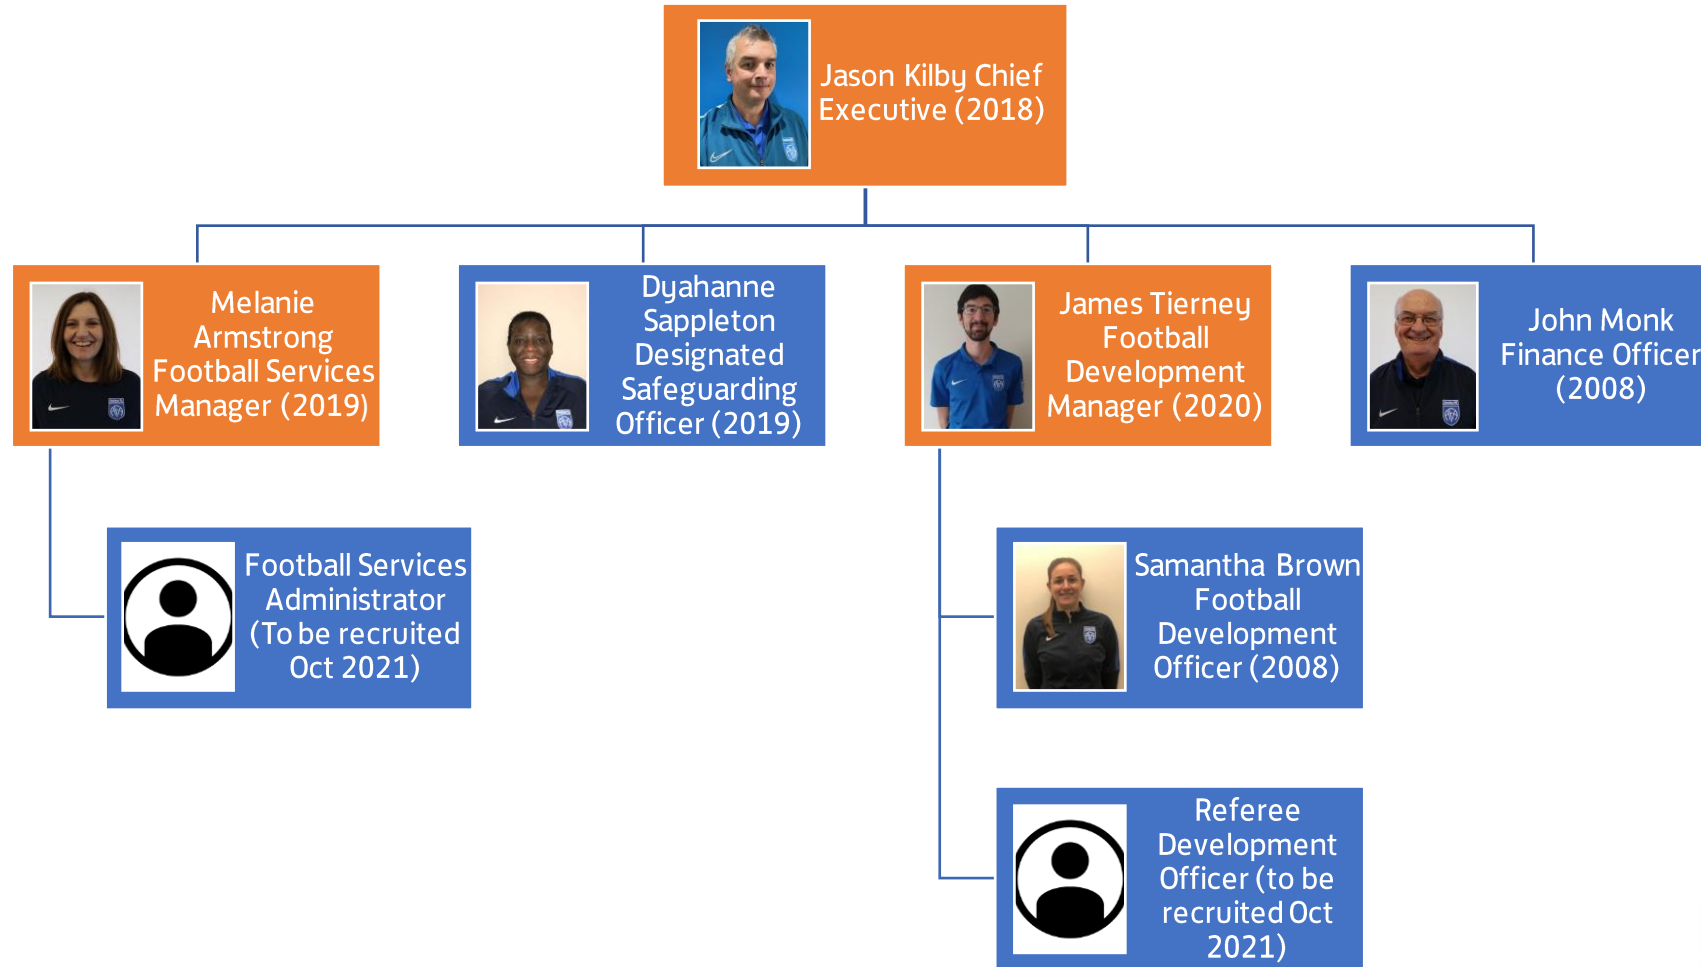 Jason Kilby Chief
Executive (2018)
Melanie
Armstrong
Football Services
Manager (2019)
Dyahanne
Sappleton
Designated
Safeguarding
Officer (2019)
James Tierney
Football
Development
Manager (2020)
John Monk
Finance Officer
(2008)
Football Services
Administrator
(To be recruited
Oct 2021)
Samantha Brown
Football
Development
Officer (2008)
Referee
Development
Officer (to be
recruited Oct
2021)